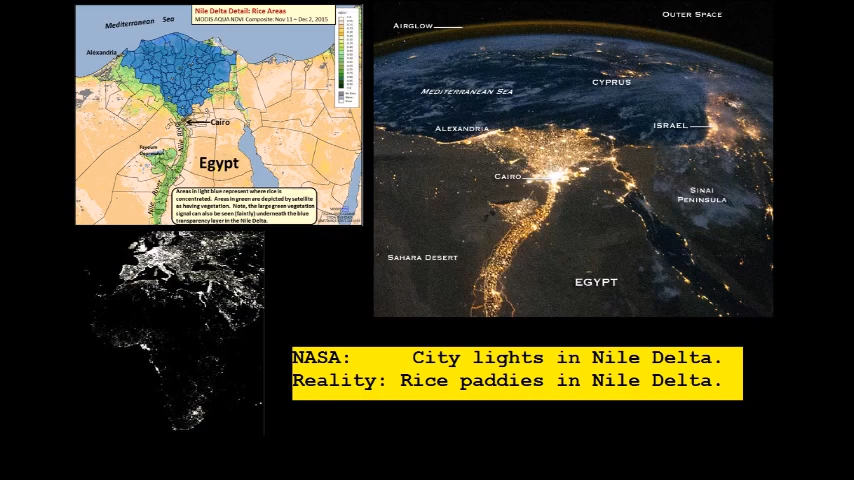 Nile Delta Detail: Rice Areas
MODIS AQUA NDVI Composite: Nov 11 – Dec 2, 2015
Mediterranean Sea
Alexandria
Cairo
Nile River
Fayoum
Depression
Egypt
Areas in light blue represent where rice is
concentrated. Areas in green are depicted by satellite
as having vegetation. Note, the large green vegetation
signal can also be seen (faintly) underneath the blue
transparency layer in the Nile Delta.
AIRGLOW
OUTER SPACE
CYPRUS
MEDITERRANEAN SEA
ALEXANDRIA
ISRAEL
CAIRO
SINAI
PENINSULA
SAHARA DESERT
EGYPT
NASA: City lights in Nile Delta.
Reality: Rice paddies in Nile Delta.